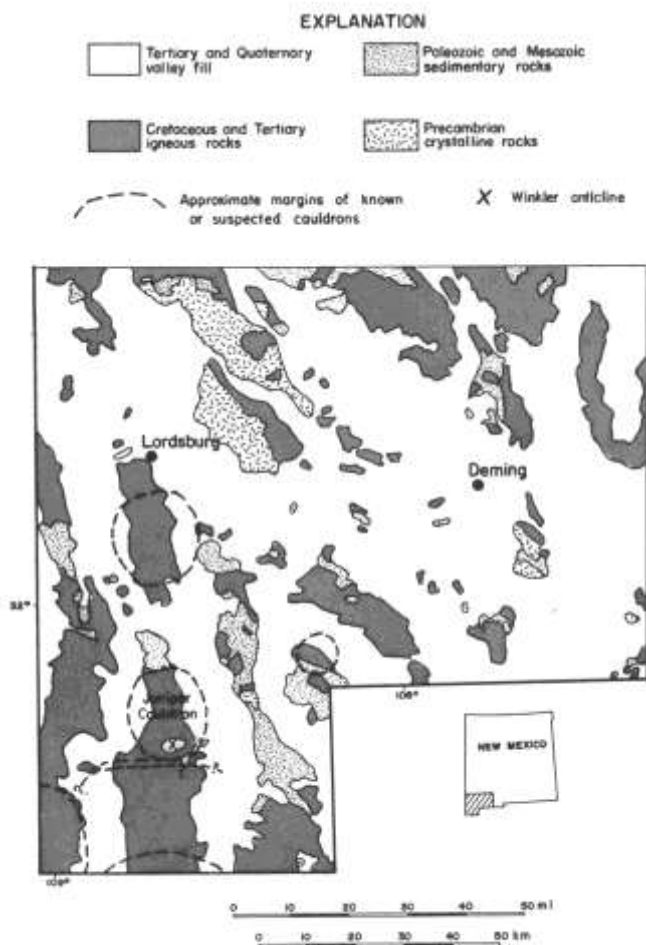 EXPLANATION
Tertiary and Quaternary
valley fill
Paleozoic and Mesozoic
sedimentary rocks
Cretaceous and Tertiary
igneous rocks
Precambrian
crystalline rocks
Approximate margins of known
or suspected cauldrons
X Winkler anticline
Lordsburg
Deming
32°
Juniper
Cauldron
X
108°
NEW MEXICO
109°
0 10 20 30 40 50 mi
0 10 20 30 40 50 km